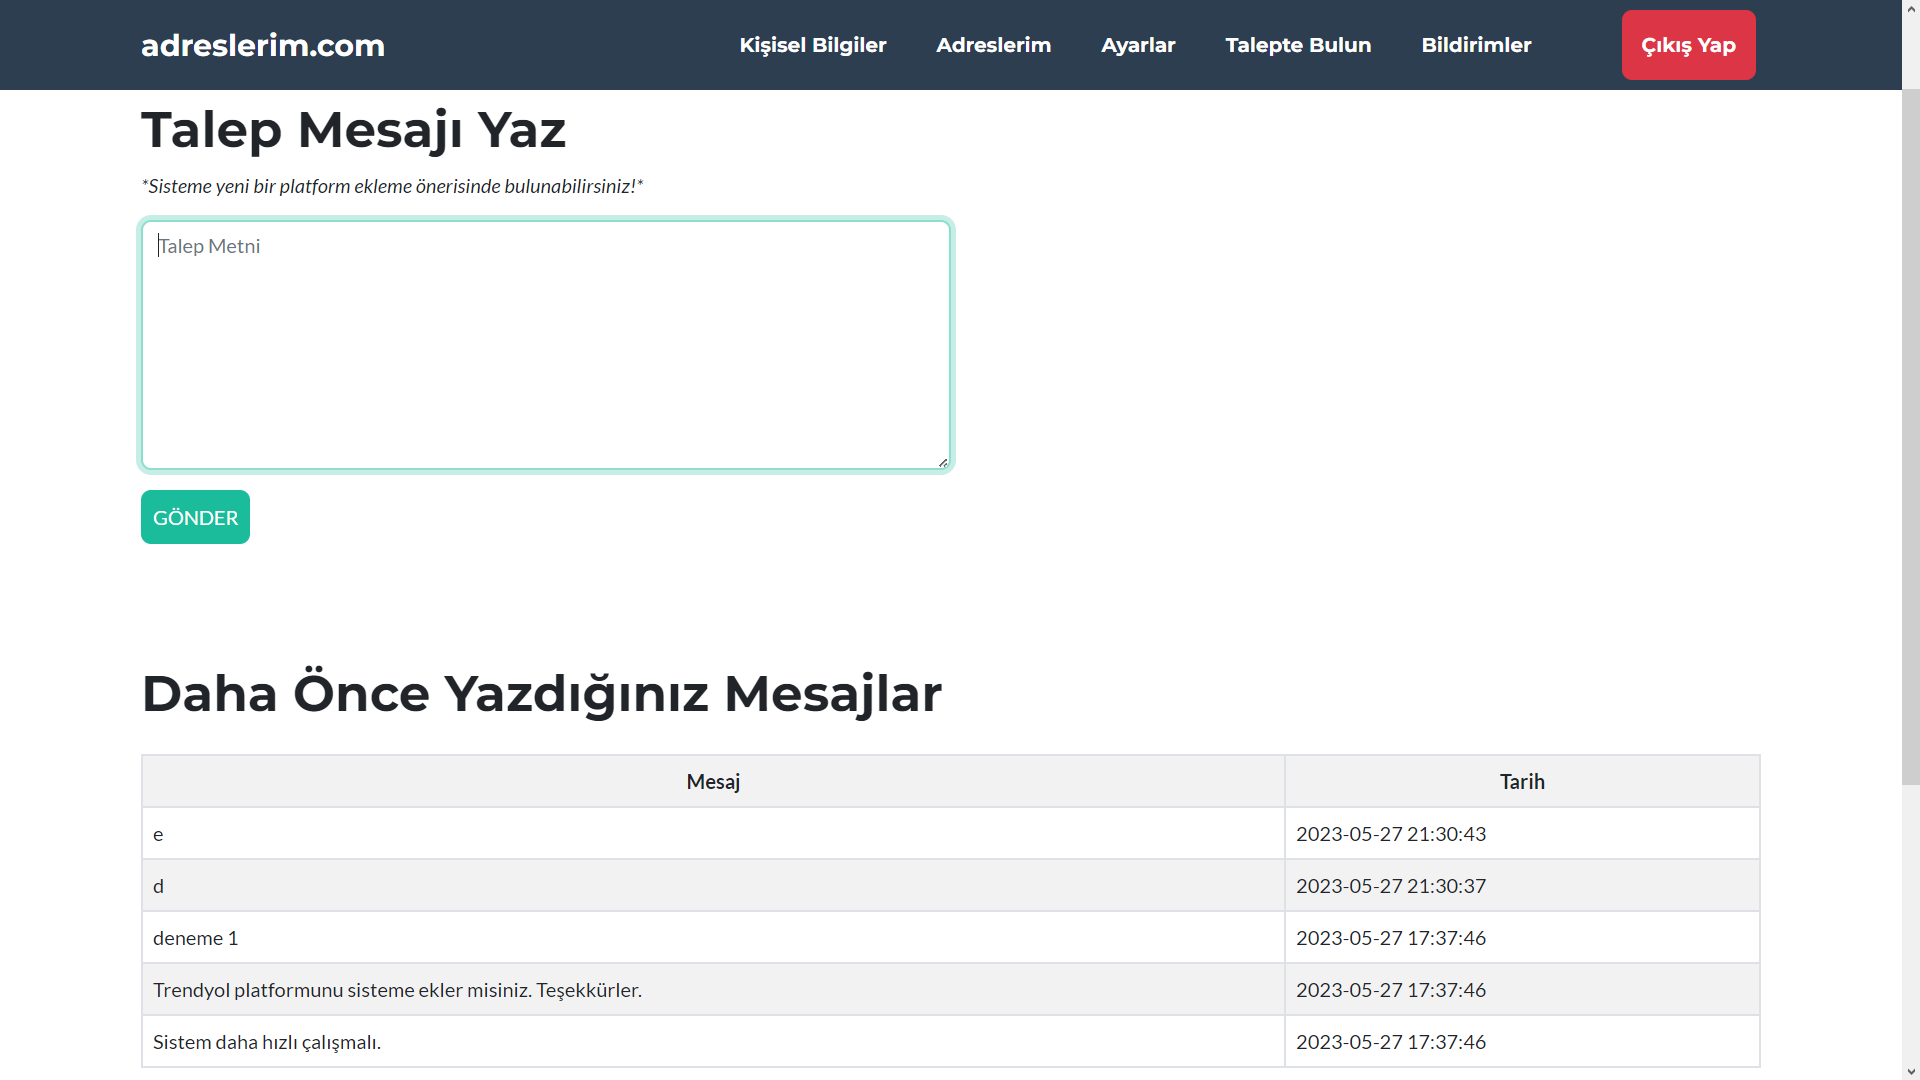 adreslerim.com Kişisel Bilgiler Adreslerim Ayarlar Talepte Bulun Bildirimler Çıkış Yap
Talep Mesajı Yaz
*Sisteme yeni bir platform ekleme önerisinde bulunabilirsiniz!*
Talep Metni
GÖNDER
Daha Önce Yazdığınız Mesajlar
Mesaj Tarih
e 2023-05-27 21:30:43
d 2023-05-27 21:30:37
deneme 1 2023-05-27 17:37:46
Trendyol platformunu sisteme ekler misiniz. Teşekkürler. 2023-05-27 17:37:46
Sistem daha hızlı çalışmalı. 2023-05-27 17:37:46